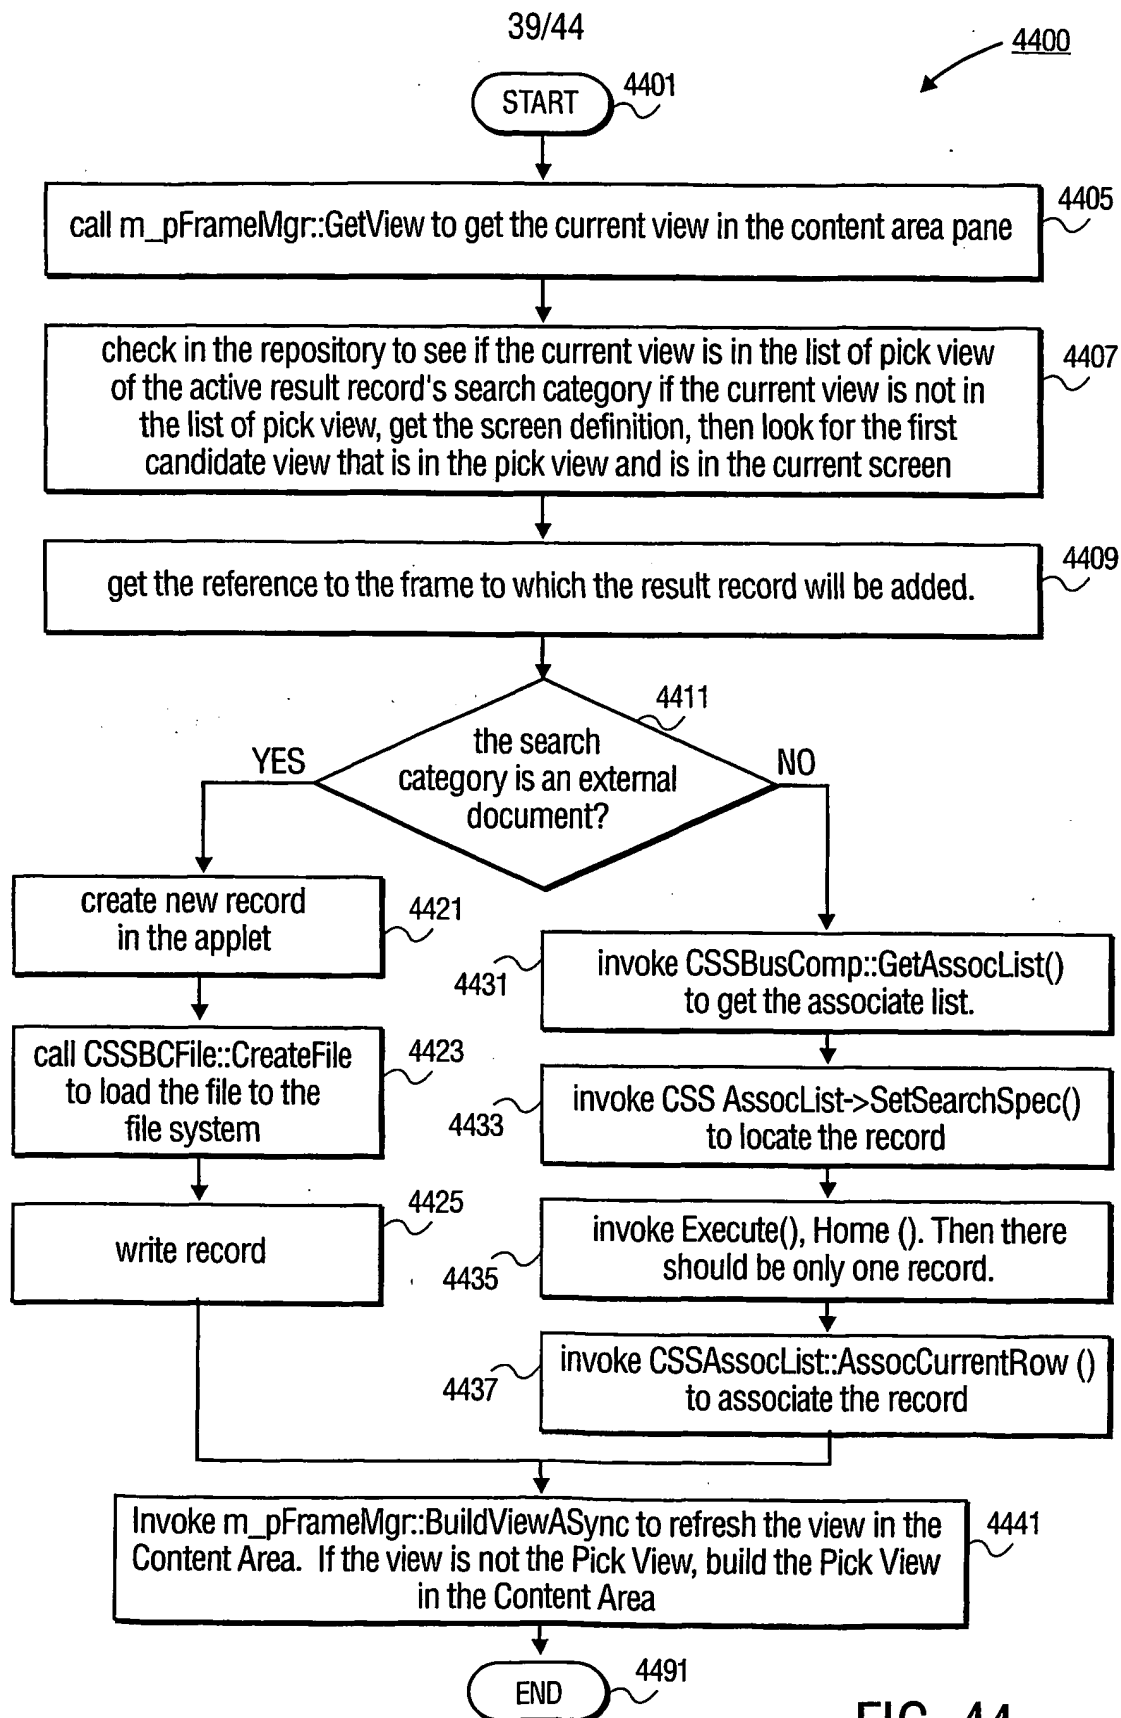 39/44
4400
START
4401
call m_pFrameMgr::GetView to get the current view in the content area pane
4405
check in the repository to see if the current view is in the list of pick view
of the active result record's search category if the current view is not in
the list of pick view, get the screen definition, then look for the first
candidate view that is in the pick view and is in the current screen
4407
get the reference to the frame to which the result record will be added.
4409
4411
the search
category is an external
document?
YES
NO
create new record
in the applet
4421
call CSSBCFile::CreateFile
to load the file to the
file system
4423
write record
4425
invoke CSSBusComp::GetAssocList()
to get the associate list.
4431
invoke CSS AssocList->SetSearchSpec()
to locate the record
4433
invoke Execute(), Home (). Then there
should be only one record.
4435
invoke CSSAssocList::AssocCurrentRow ()
to associate the record
4437
Invoke m_pFrameMgr::BuildViewASync to refresh the view in the
Content Area. If the view is not the Pick View, build the Pick View
in the Content Area
4441
END
4491
FIG. 44